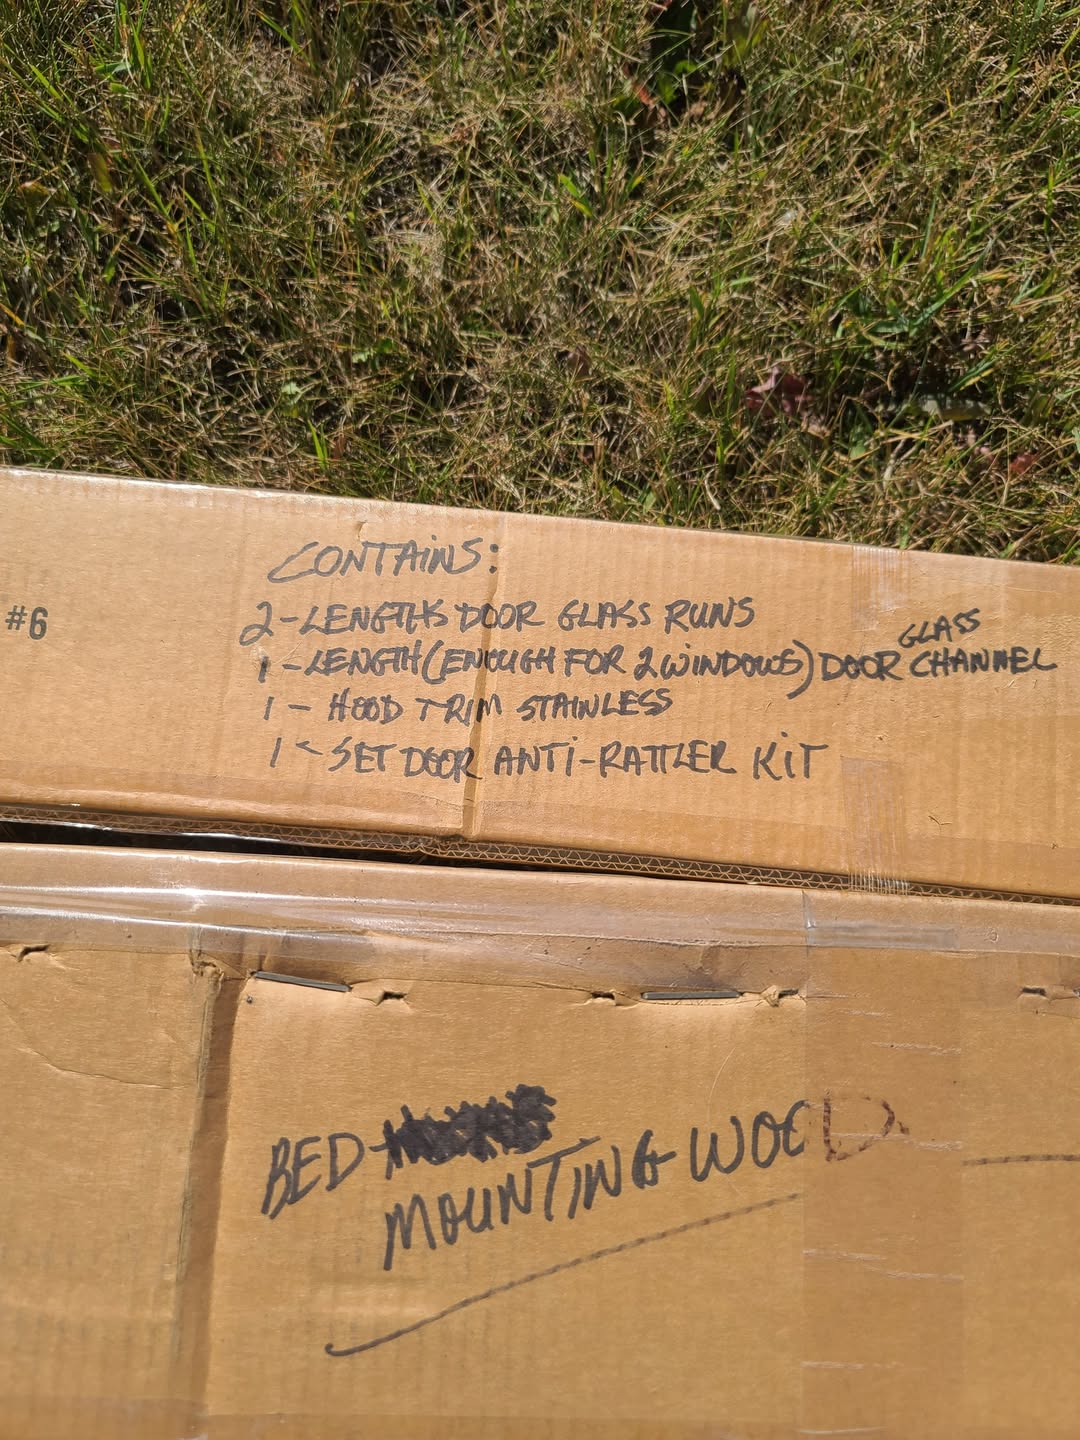 CONTAINS:
#6
2-LENGTHS DOOR GLASS RUNS
1-LENGTH (ENOUGH FOR 2 WINDOWS) DOOR GLASS CHANNEL
1- HOOD TRIM STAINLESS
1- SET DOOR ANTI-RATTLER KIT
BED
MOUNTING WOOD